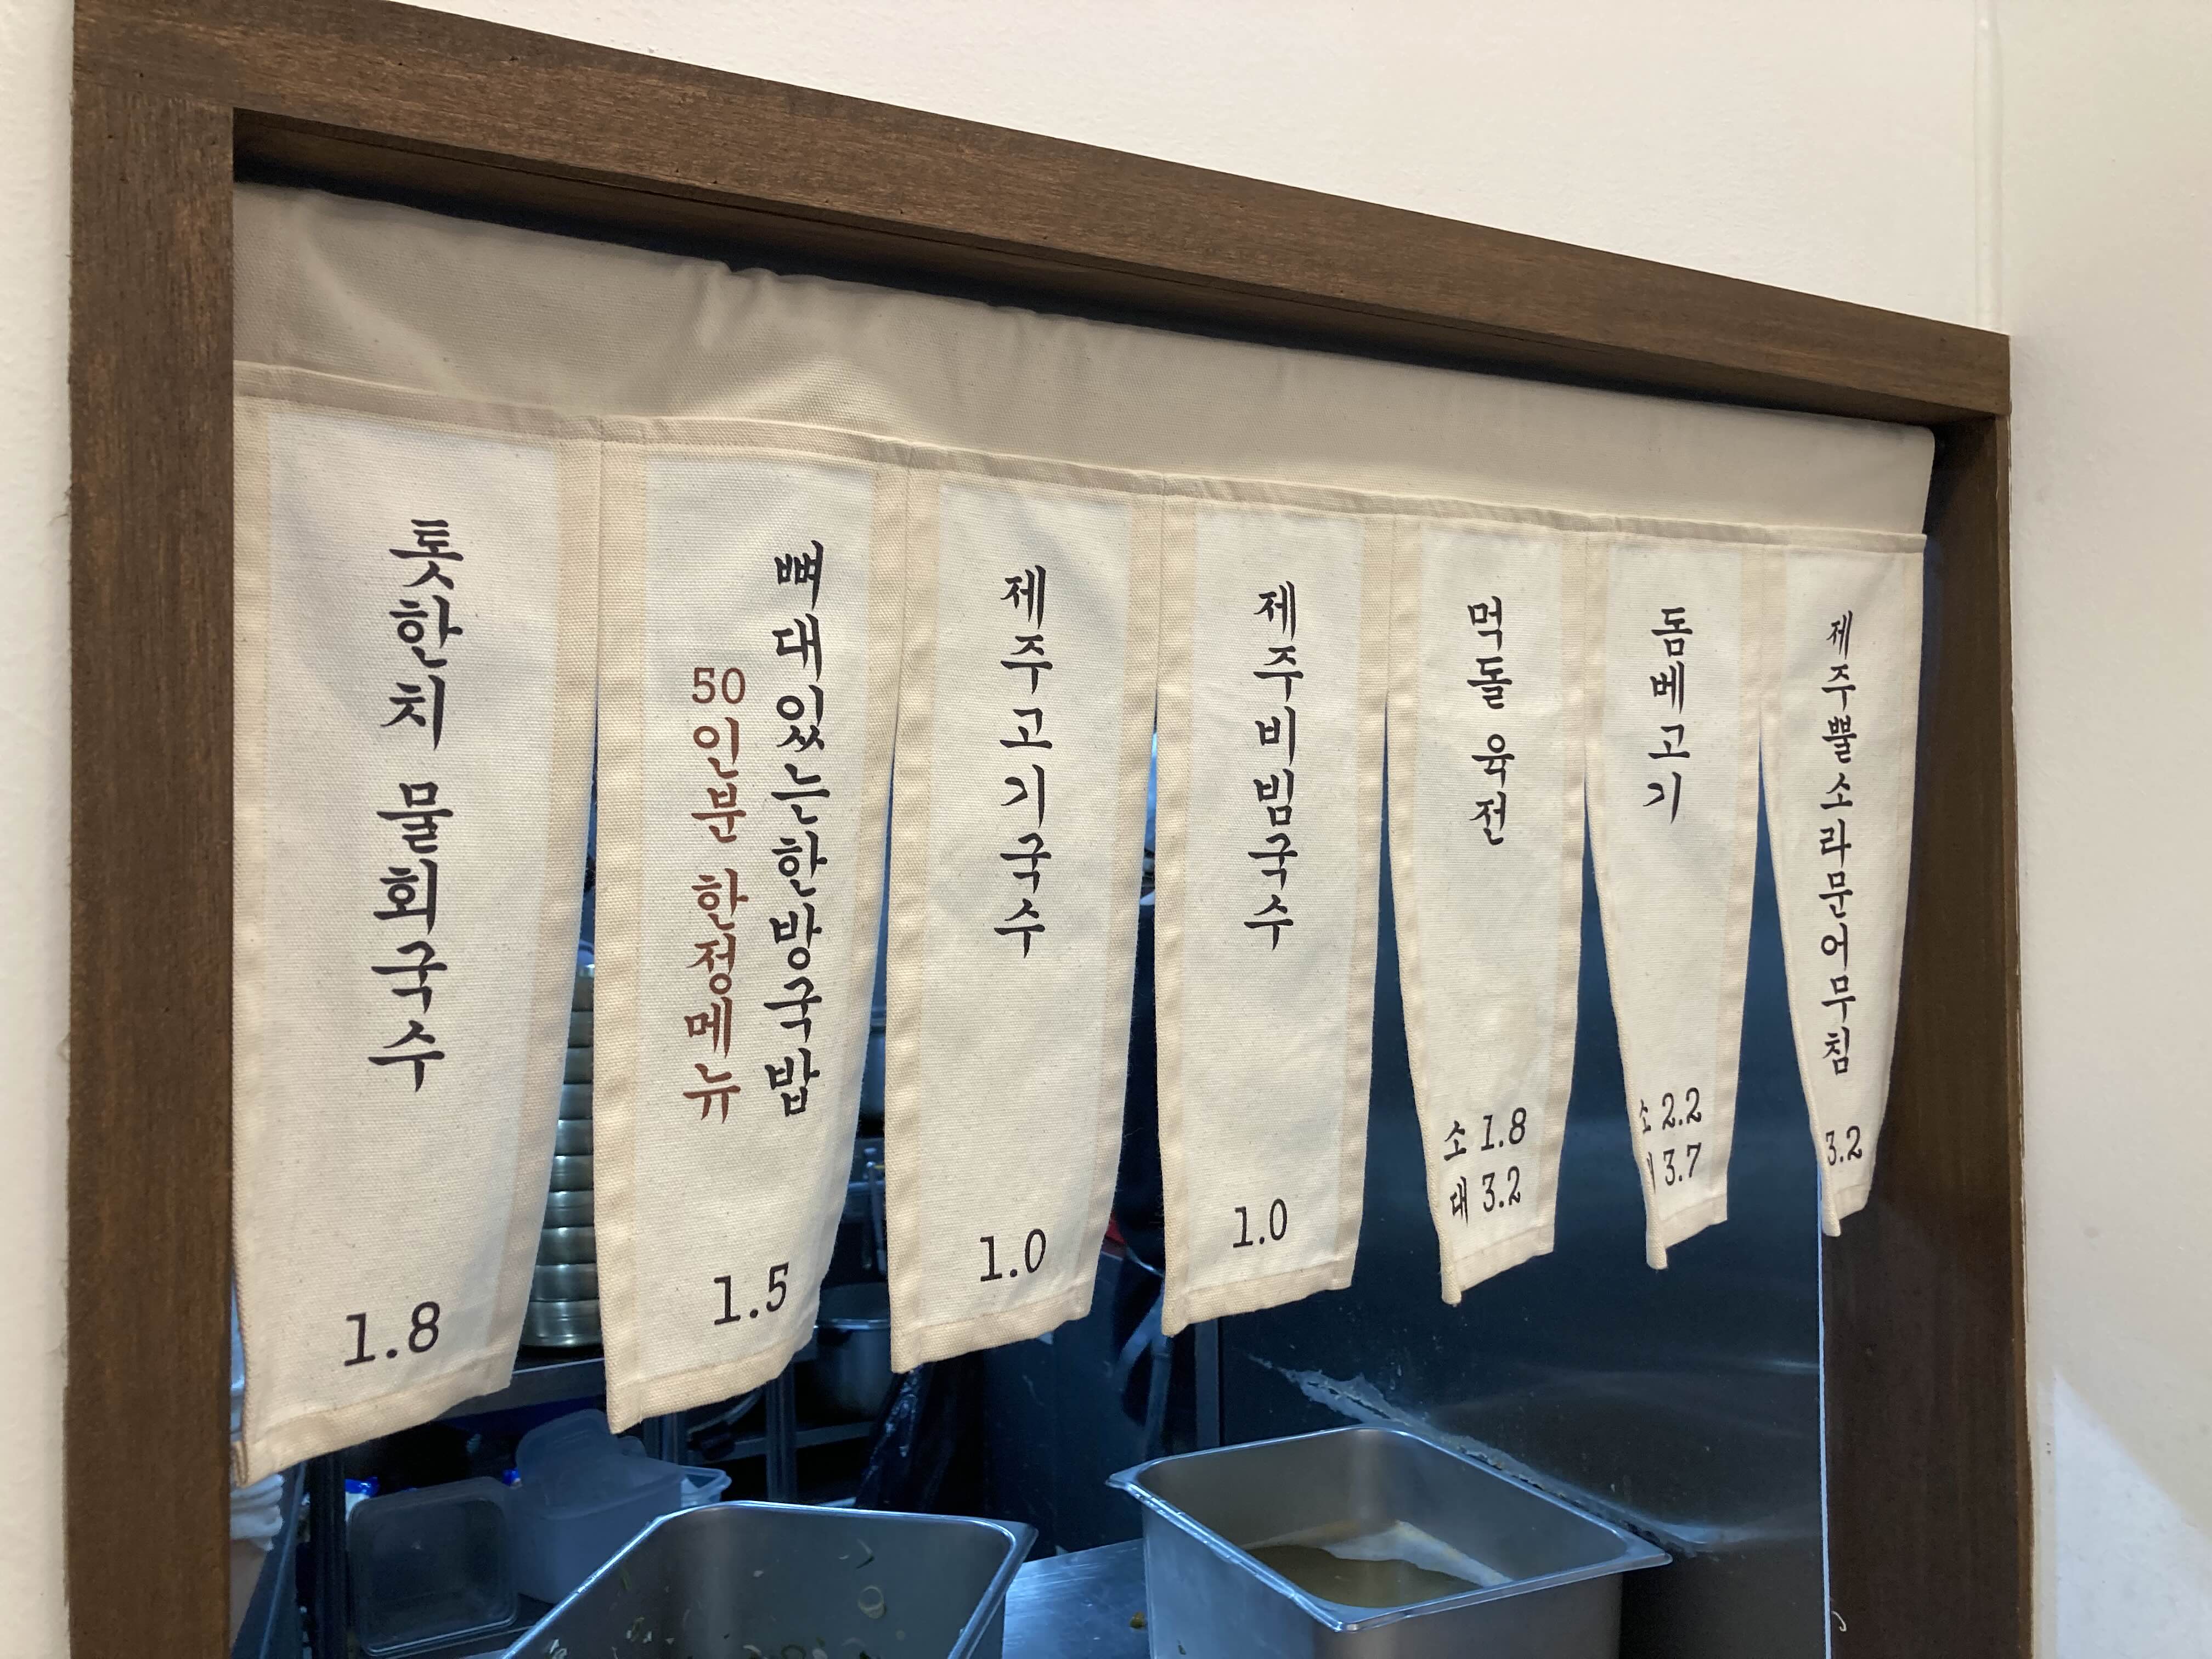 톳한치 물회국수
1.8
뼈대있는한방국밥
50인분 한정메뉴
1.5
제주고기국수
1.0
제주비빔국수
1.0
먹돌 육전
소 1.8
대 3.2
돔베고기
소 2.2
3.7
제주뿔소라문어무침
3.2